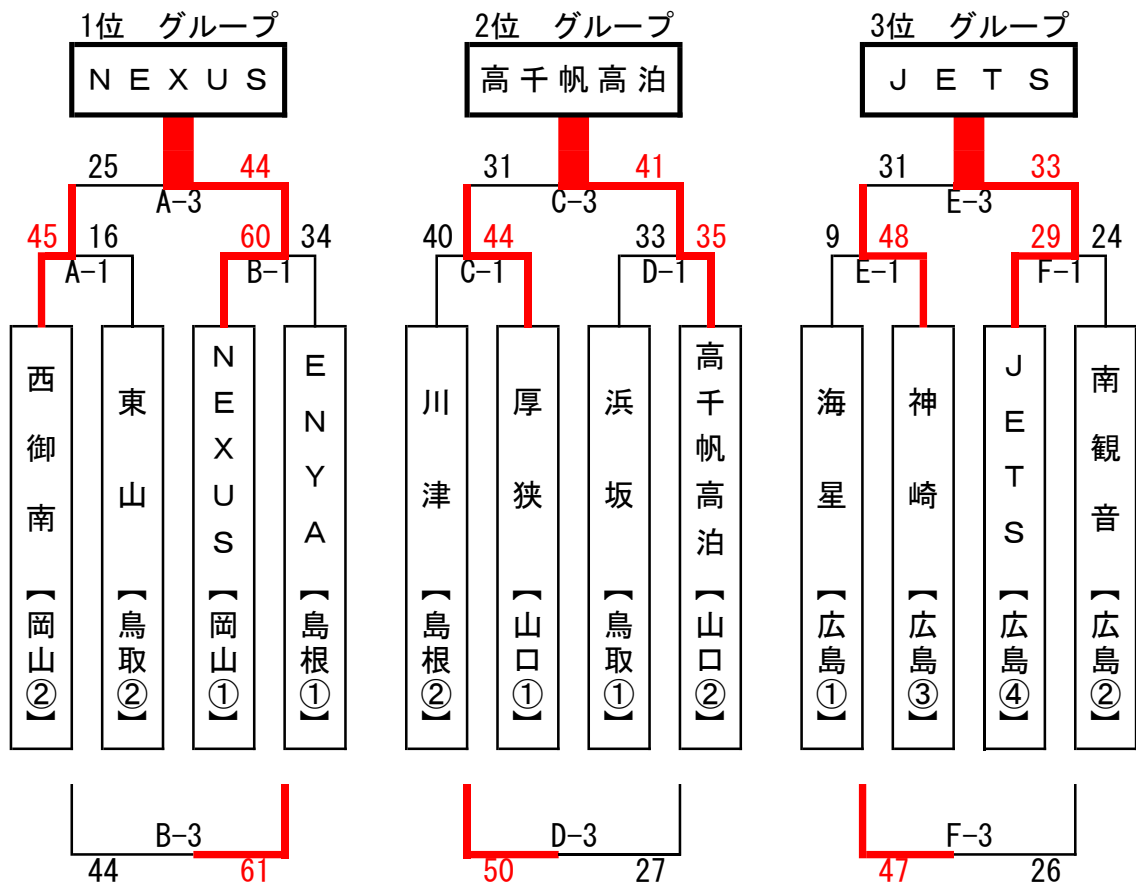 1位 グループ
2位 グループ
3位 グループ
NEXUS
高千帆高泊
JETS
25 44
31 41
31 33
A-3
C-3
E-3
45 16 60 34
40 44 33 35
9 48 29 24
A-1 B-1
C-1 D-1
E-1 F-1
西御南【岡山②】
東山【鳥取②】
NEXUS【岡山①】
ENYA【島根①】
川津【島根②】
厚狭【山口①】
浜坂【鳥取①】
高千帆高泊【山口②】
海星【広島①】
神崎【広島③】
JETS【広島④】
南観音【広島②】
B-3
D-3
F-3
44 61
50 27
47 26